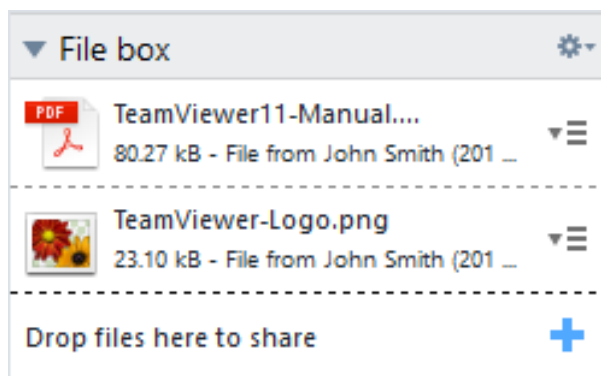 File box
PDF
TeamViewer11-Manual....
80.27 kB - File from John Smith (201 ...
TeamViewer-Logo.png
23.10 kB - File from John Smith (201 ...
Drop files here to share